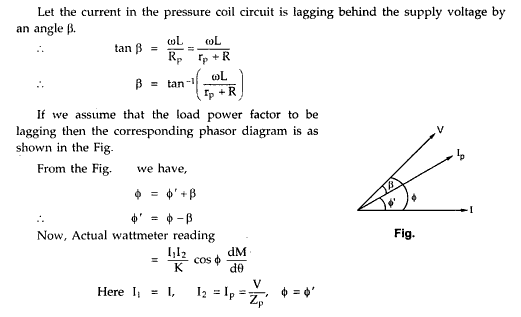 Let the current in the pressure coil circuit is lagging behind the supply voltage by
an angle β.
∴ tan β = ωL/R_p = ωL/(r_p + R)
∴ β = tan⁻¹(ωL/(r_p + R))
If we assume that the load power factor to be
lagging then the corresponding phasor diagram is as
shown in the Fig.
From the Fig. we have,
φ = φ' + β
∴ φ' = φ − β
Now, Actual wattmeter reading
= I₁I₂/K cos φ dM/dθ
Here I₁ = I, I₂ = I_p = V/Z_p, φ = φ'
V
I_p
β
φ'
φ
I
Fig.